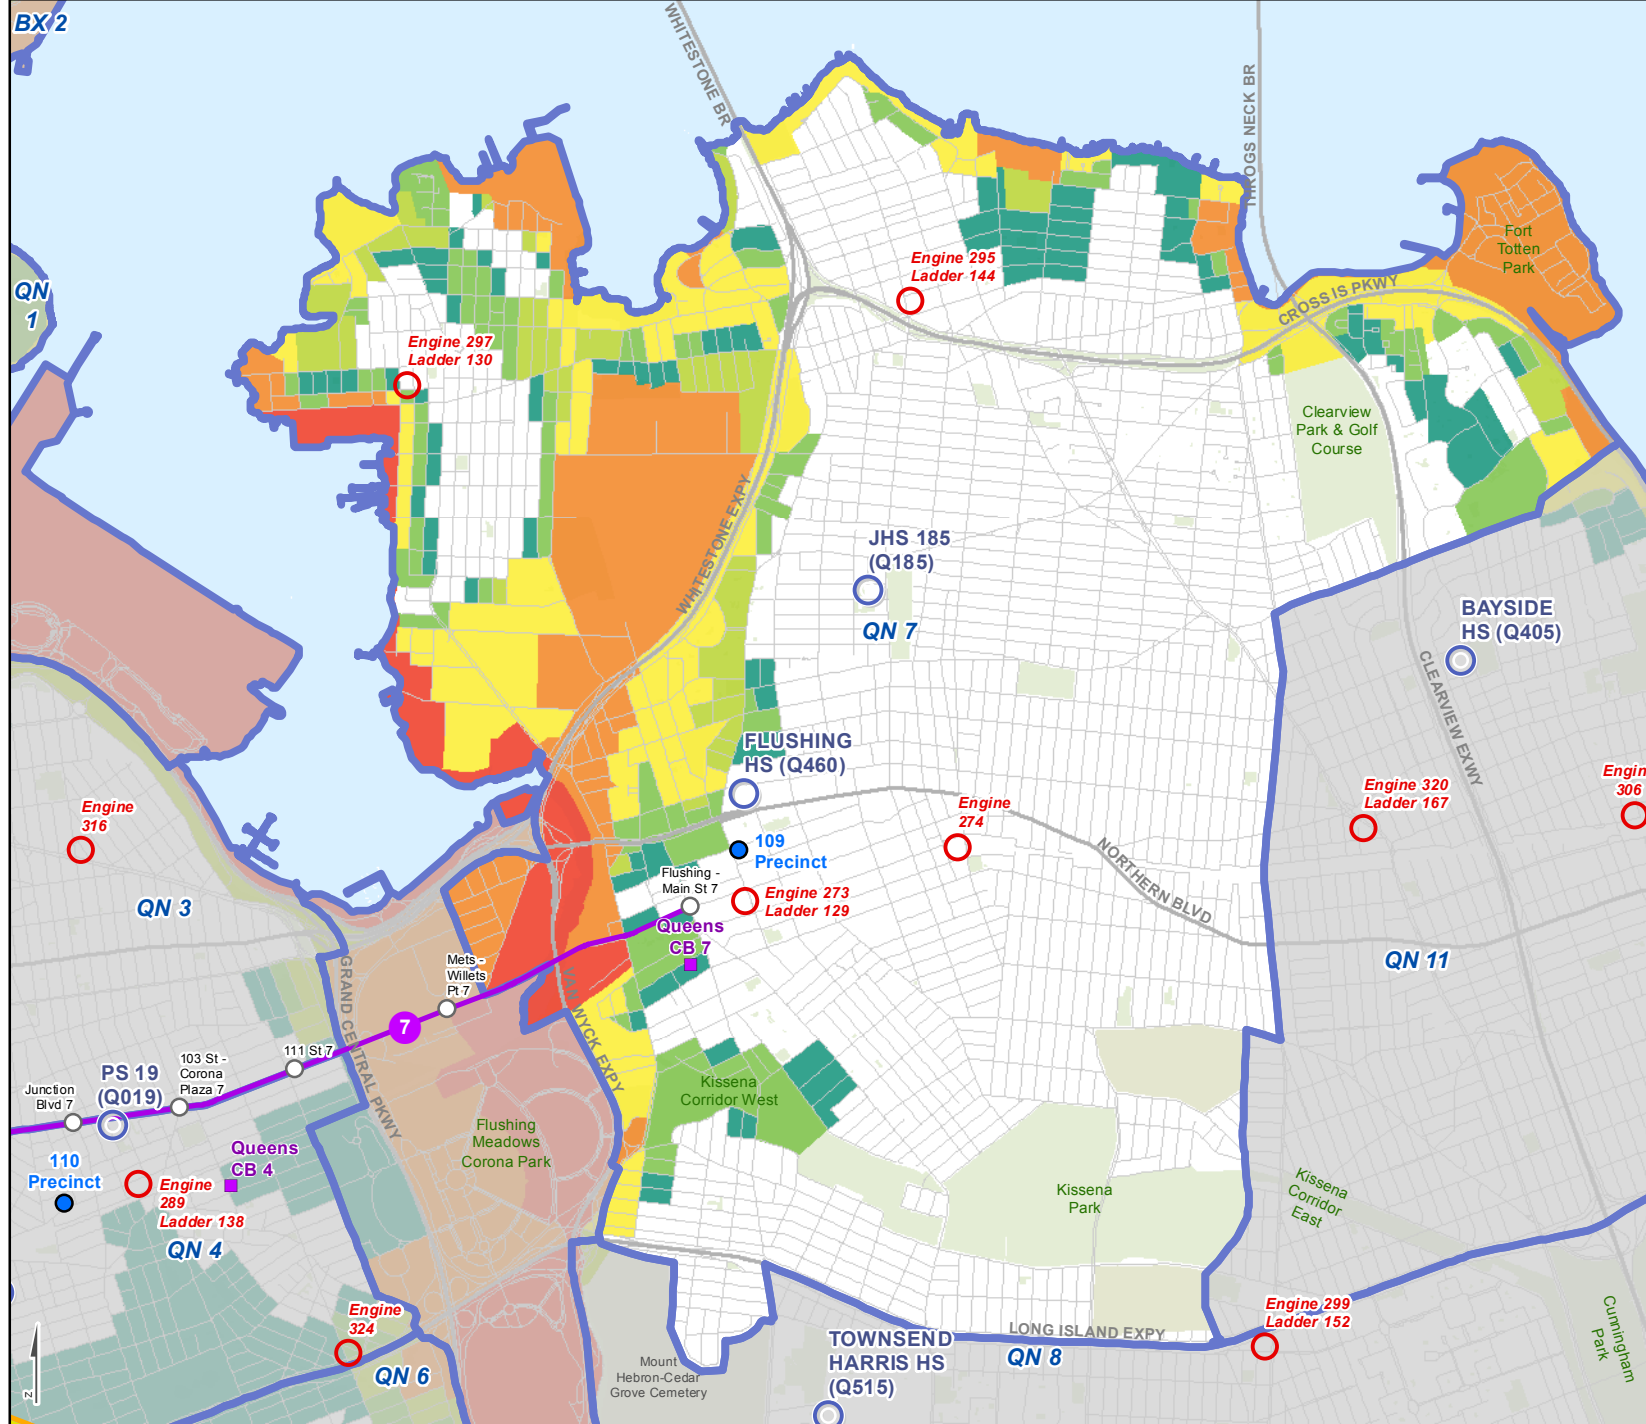 BX 2
WHITESTONE BR
THROGS NECK BR
QN
1
Engine 295
Ladder 144
Fort
Totten
Park
CROSS IS PKWY
Engine 297
Ladder 130
Clearview
Park & Golf
Course
WHITESTONE EXPY
JHS 185
(Q185)
QN 7
BAYSIDE
HS (Q405)
CLEARVIEW EXWY
FLUSHING
HS (Q460)
Engine
316
Engine
274
Engine 320
Ladder 167
Engin
306
109
Precinct
NORTHERN BLVD
Flushing -
Main St 7
Engine 273
Ladder 129
QN 3
Queens
CB 7
QN 11
Mets -
Willets
Pt 7
GRAND CENTRAL PKWY
VAN WYCK EXPY
7
111 St 7
103 St -
Corona
Plaza 7
PS 19
(Q019)
Junction
Blvd 7
Kissena
Corridor West
Flushing
Meadows
Corona Park
Queens
CB 4
110
Precinct
Engine
289
Ladder 138
Kissena
Park
Kissena
Corridor
East
QN 4
Engine
324
Engine 299
Ladder 152
Cunningham
Park
LONG ISLAND EXPY
TOWNSEND
HARRIS HS
(Q515)
QN 8
QN 6
Mount
Hebron-Cedar
Grove Cemetery
Z